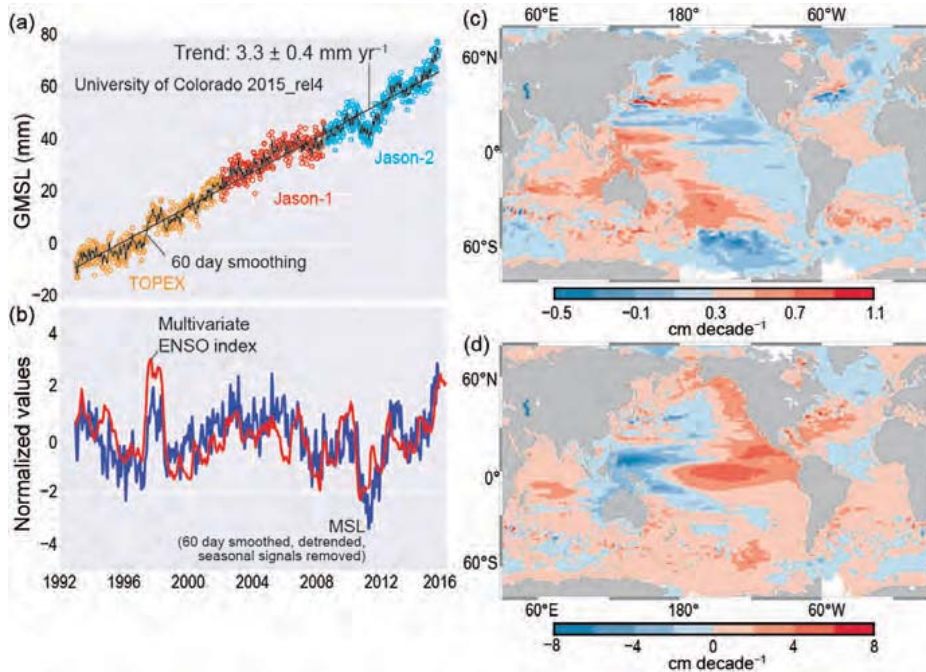 (a)
Trend: 3.3 ± 0.4 mm yr⁻¹
University of Colorado 2015_rel4
Jason-2
Jason-1
60 day smoothing
TOPEX
GMSL (mm)
80
60
40
20
0
−20
(b)
Multivariate
ENSO index
MSL
(60 day smoothed, detrended,
seasonal signals removed)
Normalized values
4
2
0
−2
−4
1992 1996 2000 2004 2008 2012 2016
(c)
60°E 180° 60°W
60°N
0°
60°S
60°E 180° 60°W
−0.5 −0.1 0.3 0.7 1.1
cm decade⁻¹
(d)
60°N
0°
60°S
60°E 180° 60°W
−8 −4 0 4 8
cm decade⁻¹